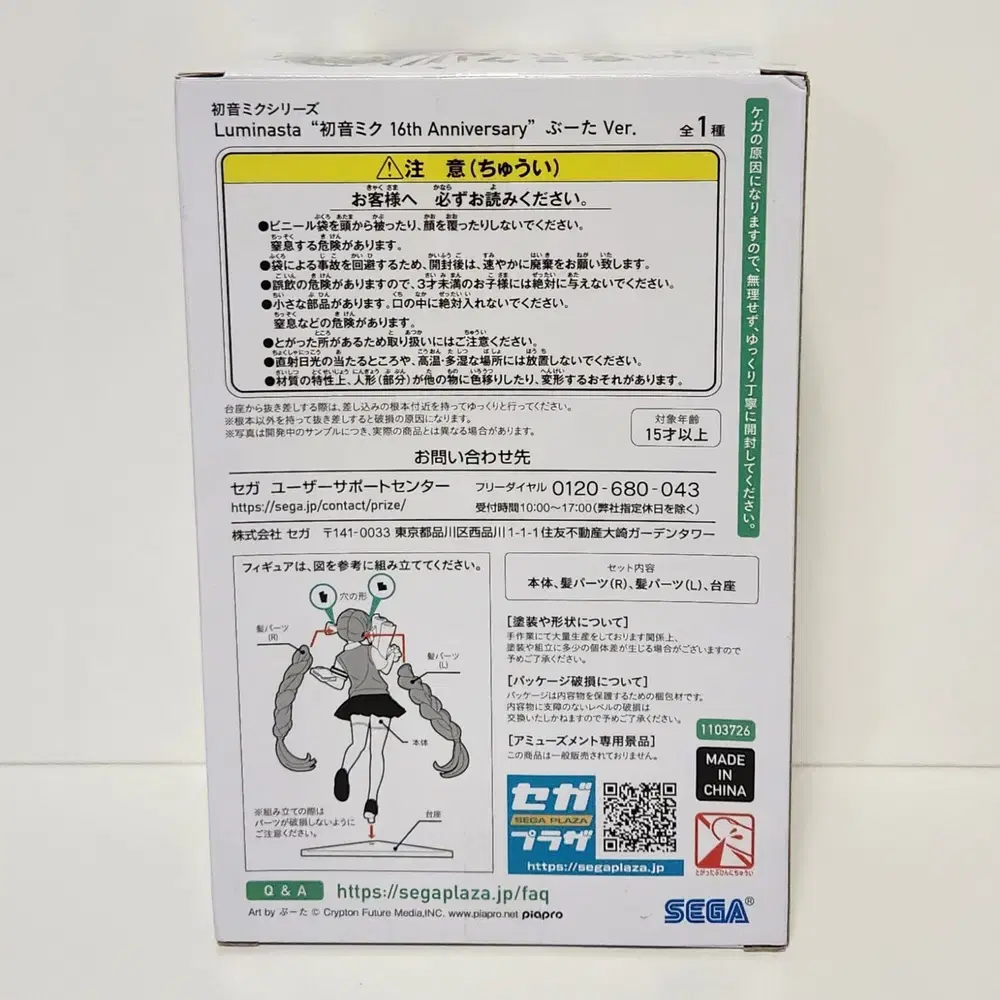 初音ミクシリーズ
Luminasta “初音ミク 16th Anniversary” ぶーた Ver. 全1種
ケガの原因になりますので、無理せず、ゆっくり丁寧に開封してください。
注 意(ちゅうい)
お客様へ 必ずお読みください。
●ビニール袋を頭から被ったり、顔を覆ったりしないでください。
窒息する危険があります。
●袋による事故を回避するため、開封後は、速やかに廃棄をお願い致します。
●誤飲の危険がありますので、3才未満のお子様には絶対に与えないでください。
●小さな部品があります。口の中に絶対入れないでください。
窒息などの危険があります。
●とがった所があるため取り扱いにはご注意ください。
●直射日光の当たるところや、高温・多湿な場所には放置しないでください。
●材質の特性上、人形(部分)が他の物に色移りしたり、変形するおそれがあります。
台座から抜き差しする際は、差し込みの根本付近を持ってゆっくりと行ってください。
※根本以外を持って抜き差しすると破損の原因になります。
※写真は開発中のサンプルにつき、実際の商品とは異なる場合があります。
対象年齢
15才以上
お問い合わせ先
セガ ユーザーサポートセンター フリーダイヤル 0120-680-043
https://sega.jp/contact/prize/ 受付時間10:00〜17:00(弊社指定休日を除く)
株式会社 セガ 〒141-0033 東京都品川区西品川1-1-1住友不動産大崎ガーデンタワー
フィギュアは、図を参考に組み立ててください。
穴の形
髪パーツ
(R)
髪パーツ
(L)
本体
台座
※組み立ての際は
パーツが破損しないように
ご注意ください。
セット内容
本体、髪パーツ(R)、髪パーツ(L)、台座
[塗装や形状について]
手作業にて大量生産をしております関係上、
塗装や組立に多少の個体差が生じる場合がございますので
予めご了承ください。
[パッケージ破損について]
パッケージは内容物を保護するための梱包材です。
内容物に支障のないレベルの破損は
交換いたしかねますので予めご了承ください。
[アミューズメント専用景品]
この商品は一般販売されておりません。
1103726
MADE
IN
CHINA
セガ
SEGA PLAZA
プラザ
https://segaplaza.jp
とがったぶひんにちゅうい
Q & A https://segaplaza.jp/faq
Art by ぶーた © Crypton Future Media,INC. www.piapro.net piapro
SEGA®